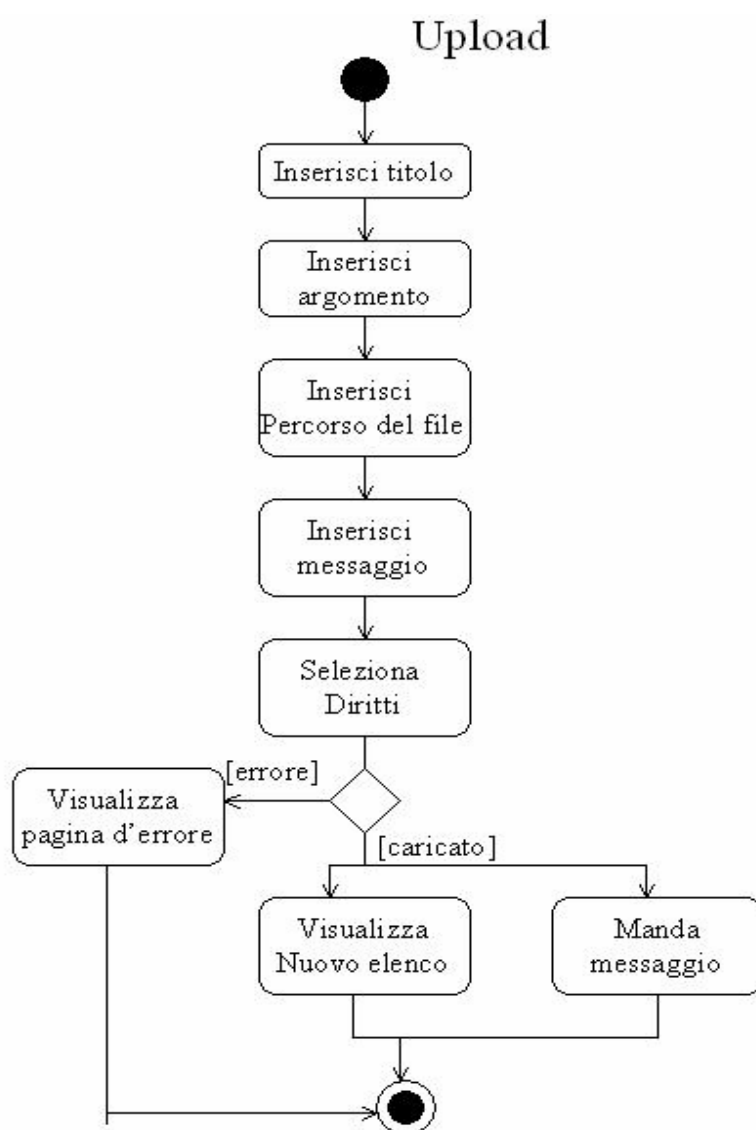 Upload
Inserisci titolo
Inserisci
argomento
Inserisci
Percorso del file
Inserisci
messaggio
Seleziona
Diritti
[errore]
Visualizza
pagina d'errore
[caricato]
Visualizza
Nuovo elenco
Manda
messaggio